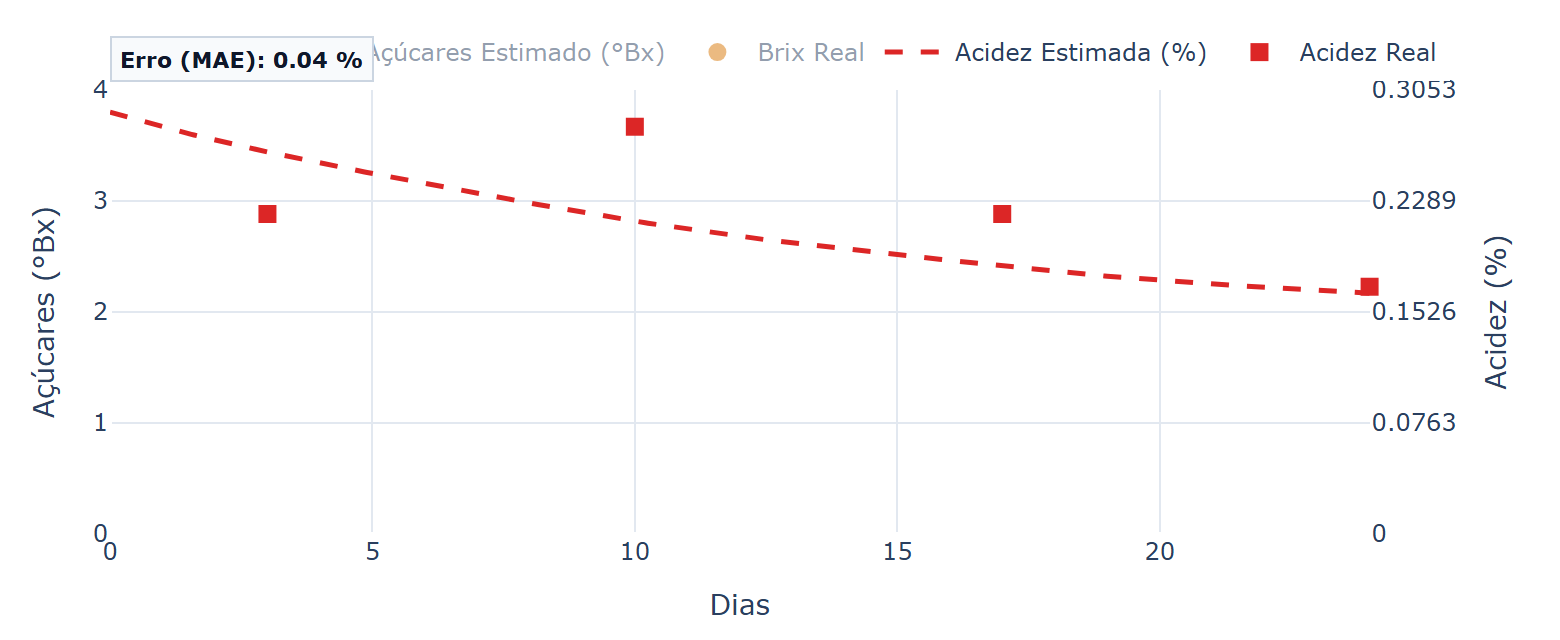 Erro (MAE): 0.04 %
Açúcares Estimado (°Bx)
Brix Real
Acidez Estimada (%)
Acidez Real
4
3
2
1
0
Açúcares (°Bx)
0.3053
0.2289
0.1526
0.0763
0
Acidez (%)
0
5
10
15
20
Dias